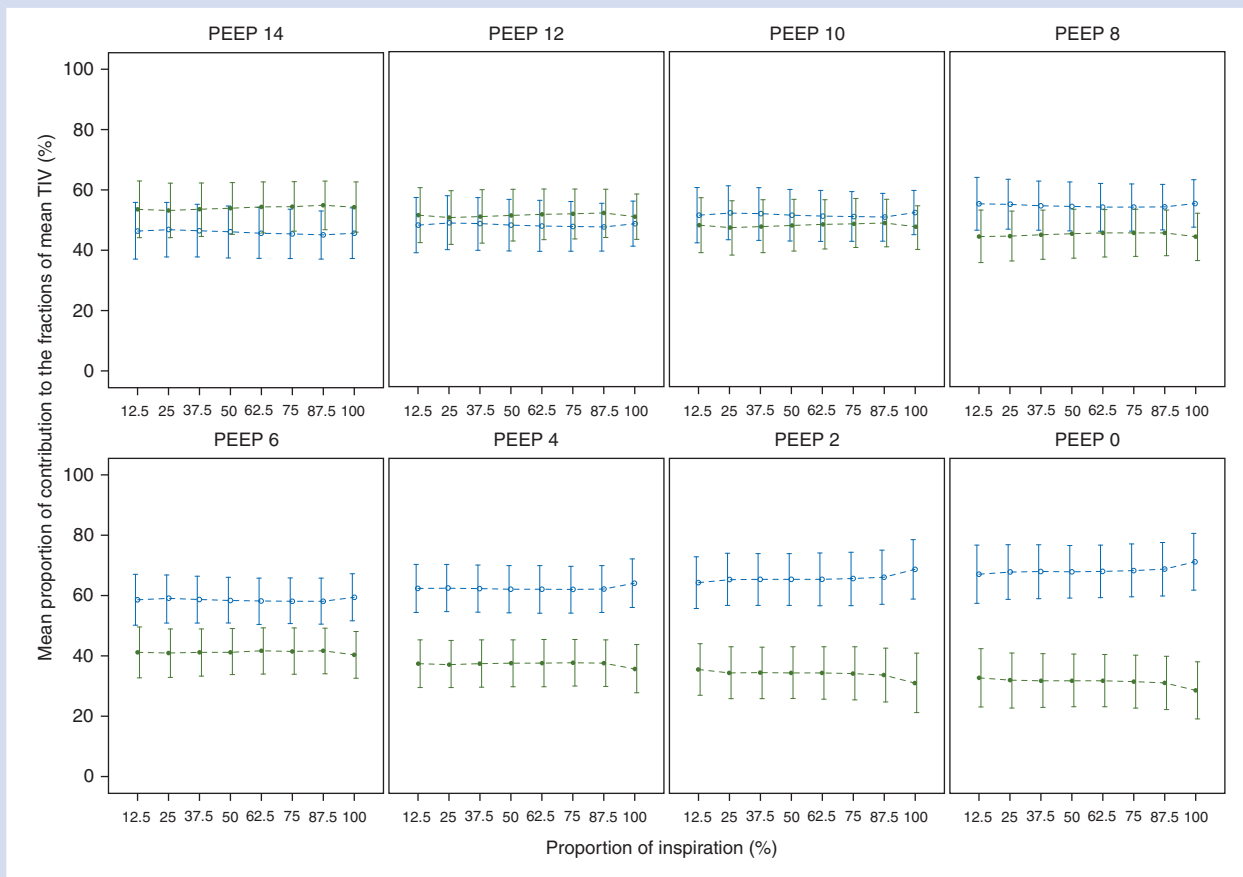 PEEP 14 PEEP 12 PEEP 10 PEEP 8
Mean proportion of contribution to the fractions of mean TIV (%)
100
80
60
40
20
0
12.5 25 37.5 50 62.5 75 87.5 100 12.5 25 37.5 50 62.5 75 87.5 100 12.5 25 37.5 50 62.5 75 87.5 100 12.5 25 37.5 50 62.5 75 87.5 100
PEEP 6 PEEP 4 PEEP 2 PEEP 0
100
80
60
40
20
0
12.5 25 37.5 50 62.5 75 87.5 100 12.5 25 37.5 50 62.5 75 87.5 100 12.5 25 37.5 50 62.5 75 87.5 100 12.5 25 37.5 50 62.5 75 87.5 100
Proportion of inspiration (%)